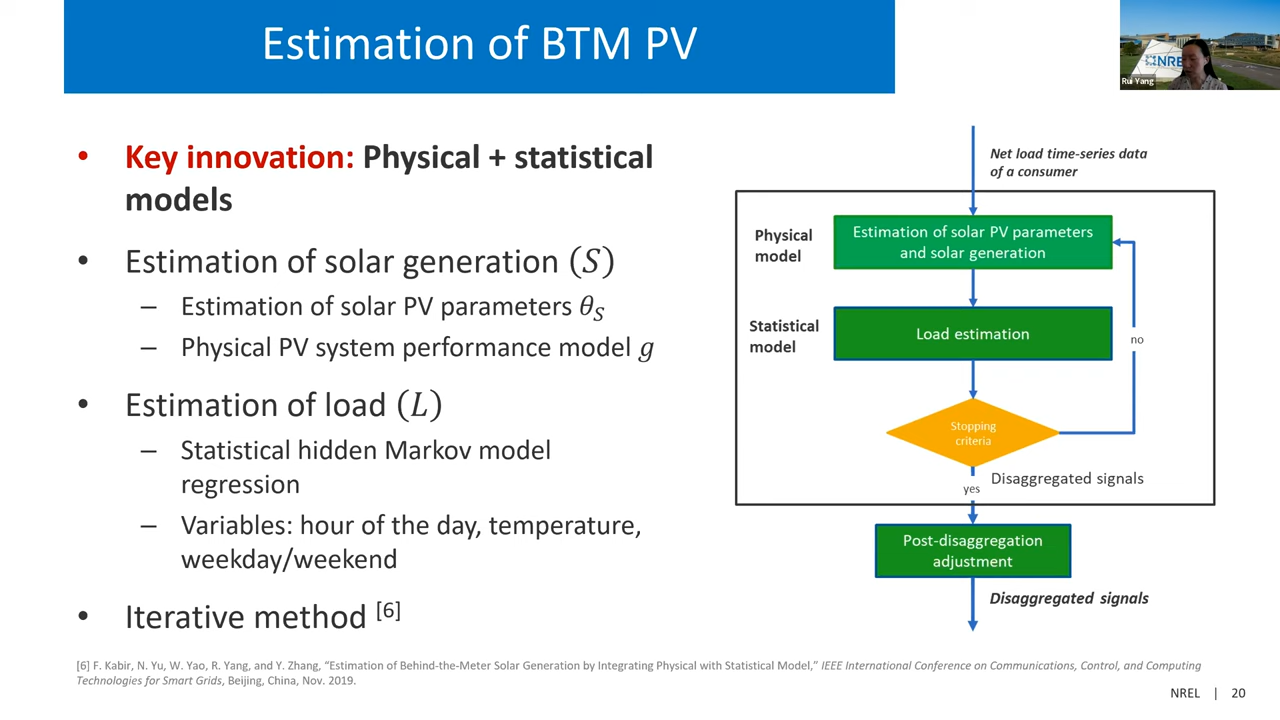 Estimation of BTM PV
NREL
Rui Yang
• Key innovation: Physical + statistical
models
• Estimation of solar generation (S)
– Estimation of solar PV parameters θ_S
– Physical PV system performance model g
• Estimation of load (L)
– Statistical hidden Markov model
regression
– Variables: hour of the day, temperature,
weekday/weekend
• Iterative method [6]
Net load time-series data
of a consumer
Physical
model
Estimation of solar PV parameters
and solar generation
Statistical
model
Load estimation
no
Stopping
criteria
yes
Disaggregated signals
Post-disaggregation
adjustment
Disaggregated signals
[6] F. Kabir, N. Yu, W. Yao, R. Yang, and Y. Zhang, “Estimation of Behind-the-Meter Solar Generation by Integrating Physical with Statistical Model,” IEEE International Conference on Communications, Control, and Computing
Technologies for Smart Grids, Beijing, China, Nov. 2019.
NREL | 20